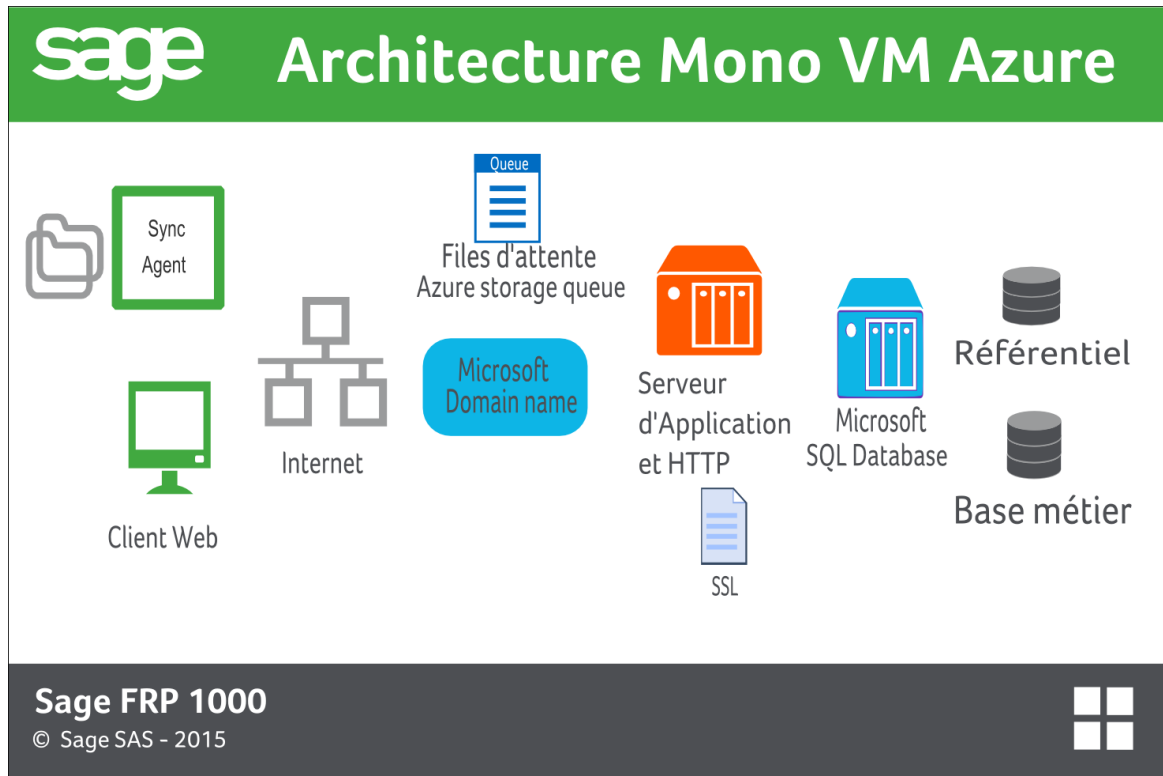 sage
Architecture Mono VM Azure
Sync
Agent
Client Web
Internet
Queue
Files d'attente
Azure storage queue
Microsoft
Domain name
Serveur
d'Application
et HTTP
SSL
Microsoft
SQL Database
Référentiel
Base métier
Sage FRP 1000
© Sage SAS - 2015